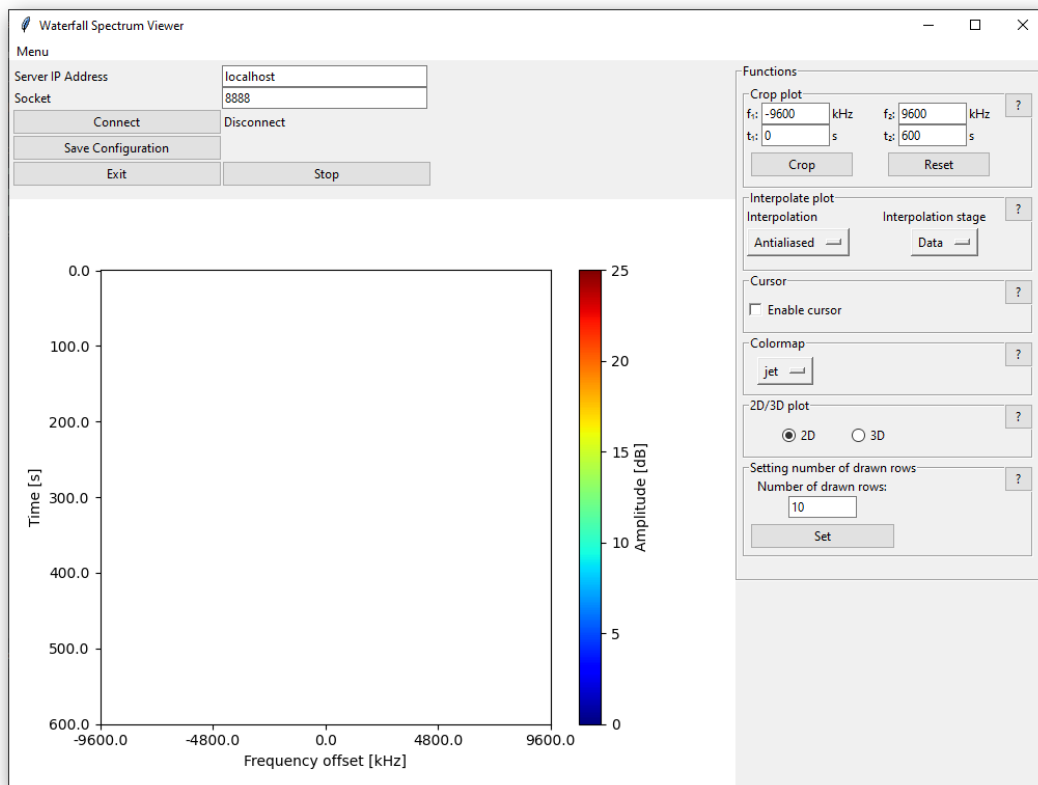 Waterfall Spectrum Viewer
Menu
Server IP Address localhost
Socket 8888
Connect Disconnect
Save Configuration
Exit Stop
0.0
100.0
200.0
300.0
400.0
500.0
600.0
Time [s]
-9600.0 -4800.0 0.0 4800.0 9600.0
Frequency offset [kHz]
25
20
15
10
5
0
Amplitude [dB]
Functions
Crop plot
?
f₁: -9600 kHz f₂: 9600 kHz
t₁: 0 s t₂: 600 s
Crop Reset
Interpolate plot
?
Interpolation Interpolation stage
Antialiased Data
Cursor
?
Enable cursor
Colormap
?
jet
2D/3D plot
?
2D 3D
Setting number of drawn rows
?
Number of drawn rows:
10
Set